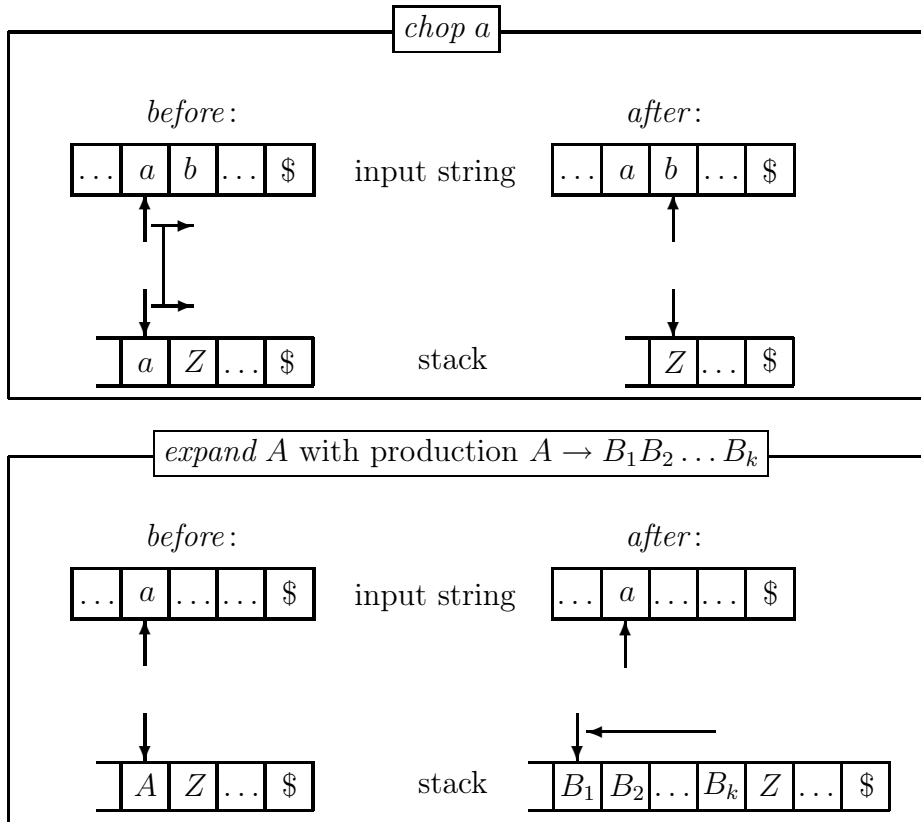 chop a
before: after:
… a b … $ input string … a b … $
a Z … $ stack Z … $
expand A with production A → B₁B₂…Bₖ
before: after:
… a … … $ input string … a … … $
A Z … $ stack B₁ B₂ … Bₖ Z … $